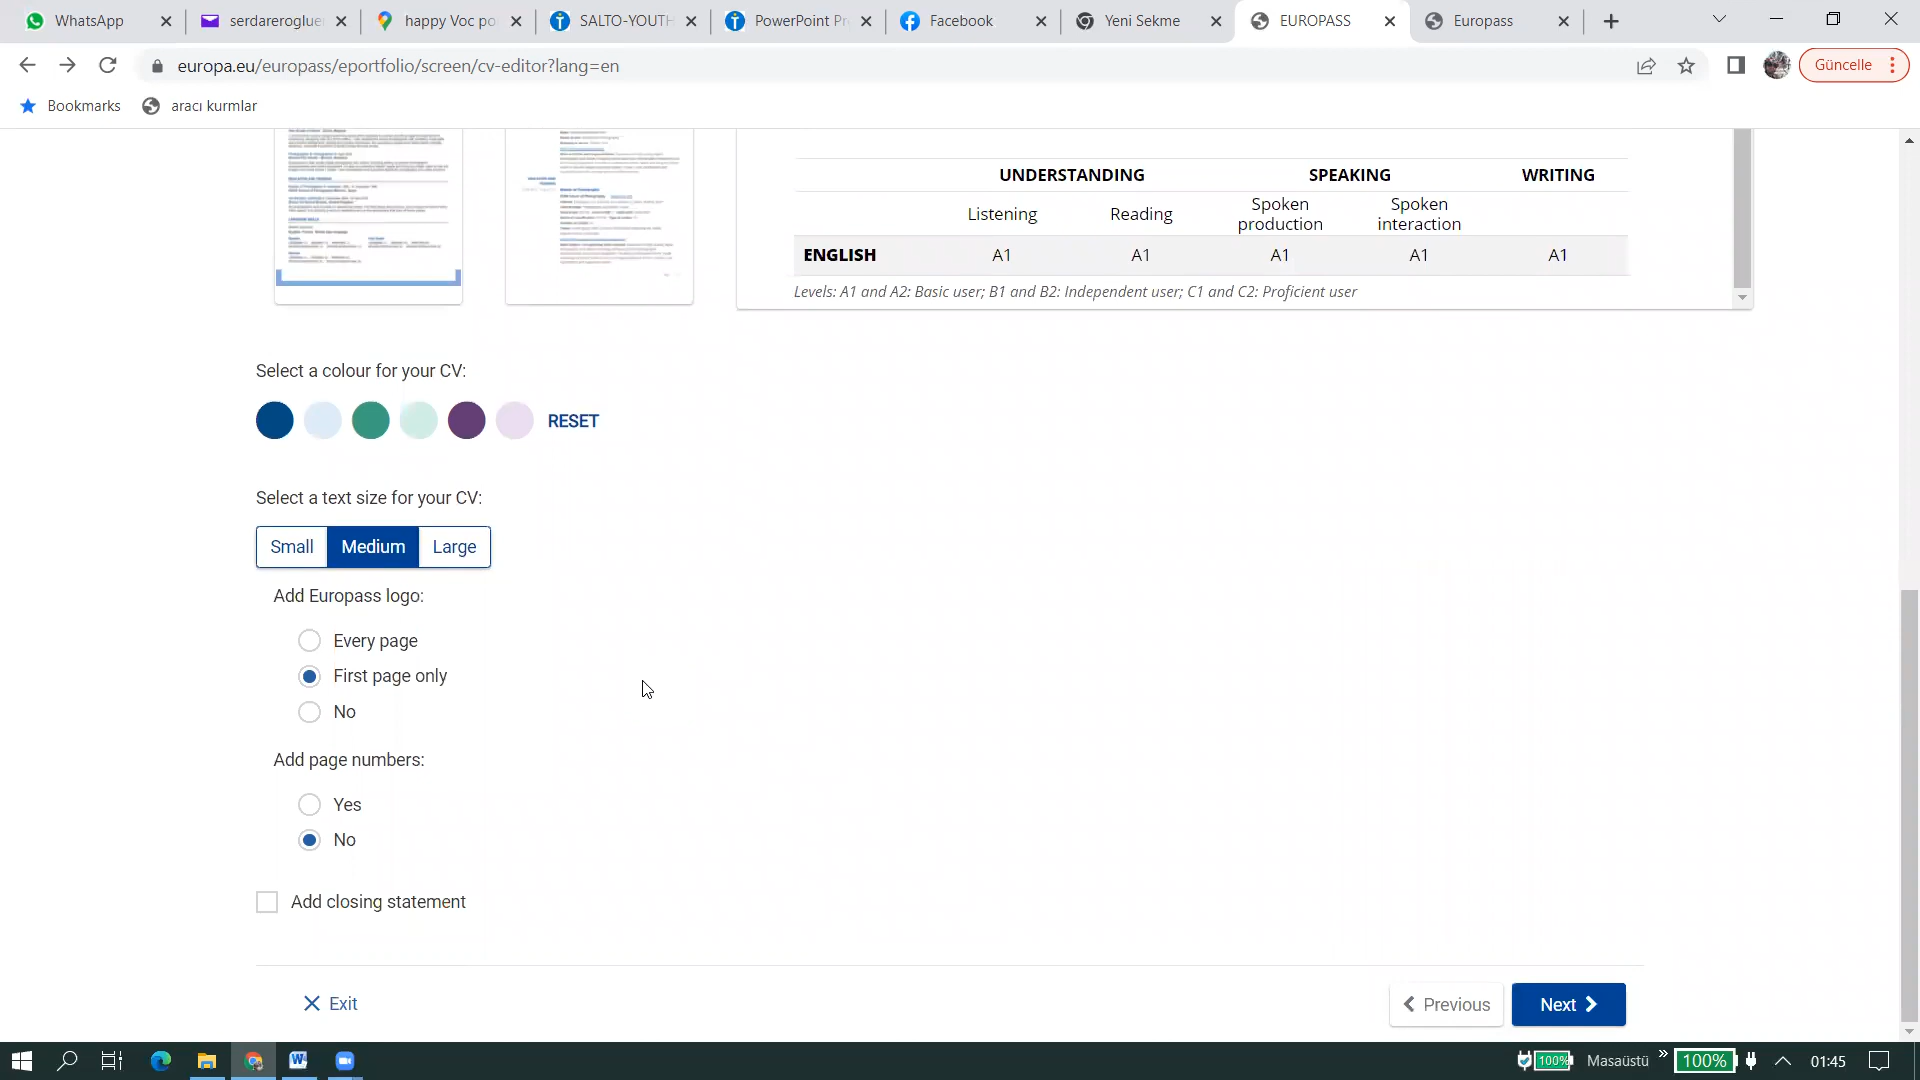 WhatsApp
serdareroglue
happy Voc po
SALTO-YOUTH
PowerPoint Pr
Facebook
Yeni Sekme
EUROPASS
Europass
europa.eu/europass/eportfolio/screen/cv-editor?lang=en
Güncelle
Bookmarks
aracı kurmlar
UNDERSTANDING SPEAKING WRITING
Listening Reading Spoken production Spoken interaction
ENGLISH A1 A1 A1 A1 A1
Levels: A1 and A2: Basic user; B1 and B2: Independent user; C1 and C2: Proficient user
Select a colour for your CV:
RESET
Select a text size for your CV:
Small Medium Large
Add Europass logo:
Every page
First page only
No
Add page numbers:
Yes
No
Add closing statement
Exit
Previous
Next
100%
Masaüstü
100%
01:45